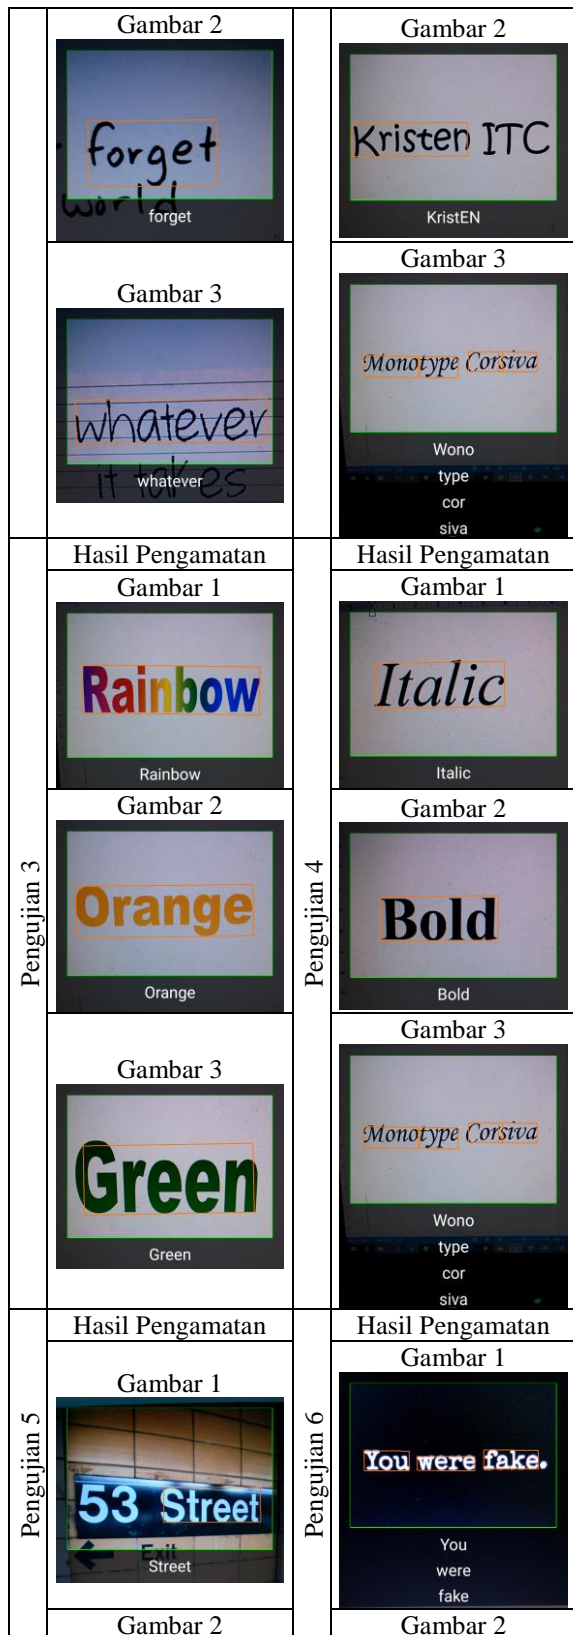 Gambar 2
forget
world
forget
Gambar 2
Kristen ITC
KristEN
Gambar 3
whatever
it takes
whatever
Gambar 3
Monotype Corsiva
Wono
type
cor
siva
Pengujian 3
Hasil Pengamatan
Gambar 1
Rainbow
Rainbow
Gambar 2
Orange
Orange
Gambar 3
Green
Green
Pengujian 4
Hasil Pengamatan
Gambar 1
Italic
Italic
Gambar 2
Bold
Bold
Gambar 3
Monotype Corsiva
Wono
type
cor
siva
Pengujian 5
Hasil Pengamatan
Gambar 1
53 Street
Exit
Street
Gambar 2
Pengujian 6
Hasil Pengamatan
Gambar 1
You were fake.
You
were
fake
Gambar 2